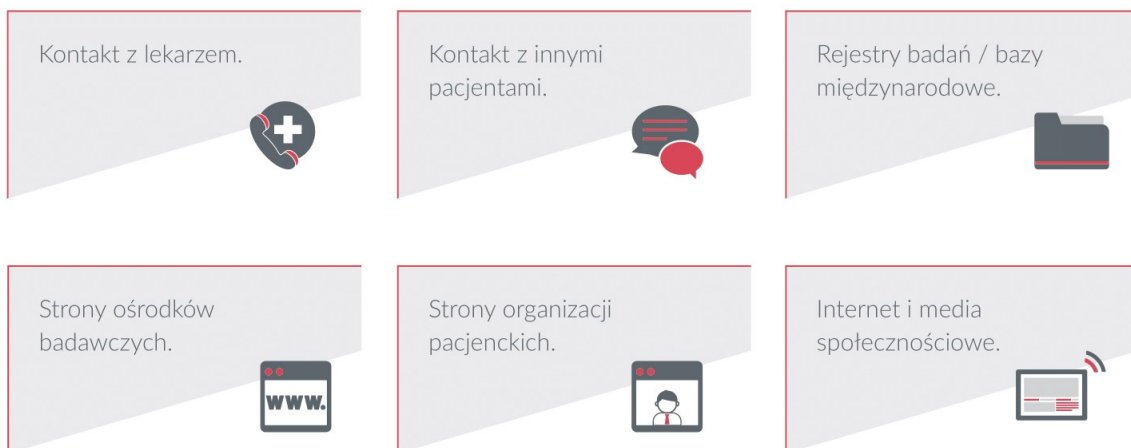 Kontakt z lekarzem.
Kontakt z innymi
pacjentami.
Rejestry badań / bazy
międzynarodowe.
Strony ośrodków
badawczych.
www.
Strony organizacji
pacjenckich.
Internet i media
społecznościowe.